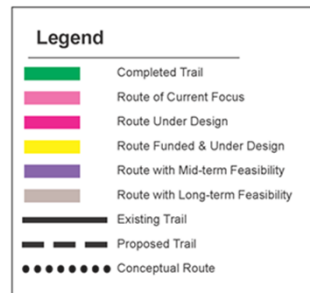 Legend
Completed Trail
Route of Current Focus
Route Under Design
Route Funded & Under Design
Route with Mid-term Feasibility
Route with Long-term Feasibility
Existing Trail
Proposed Trail
Conceptual Route